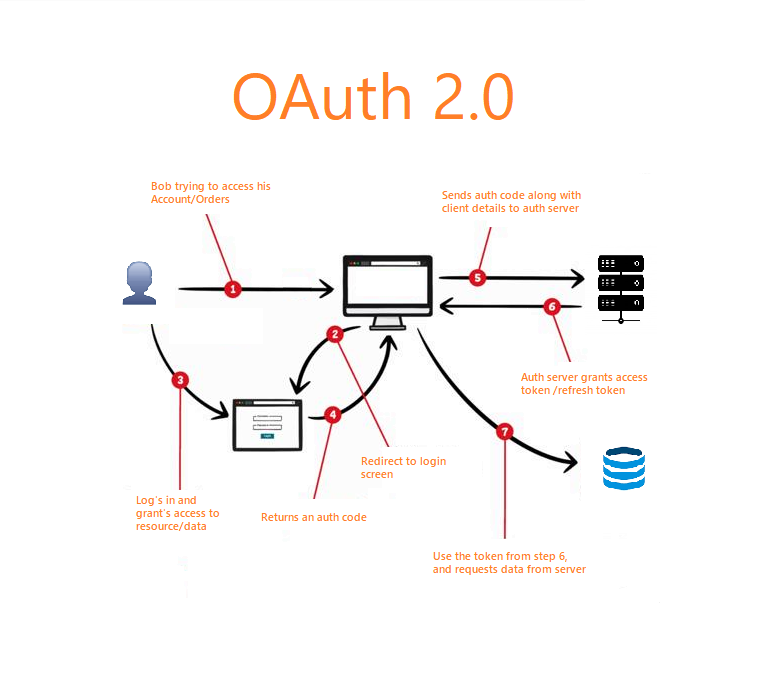 OAuth 2.0
Bob trying to access his
Account/Orders
Sends auth code along with
client details to auth server
1
5
6
2
3
4
7
Auth server grants access
token /refresh token
Redirect to login
screen
Log's in and
grant's access to
resource/data
Returns an auth code
Use the token from step 6,
and requests data from server